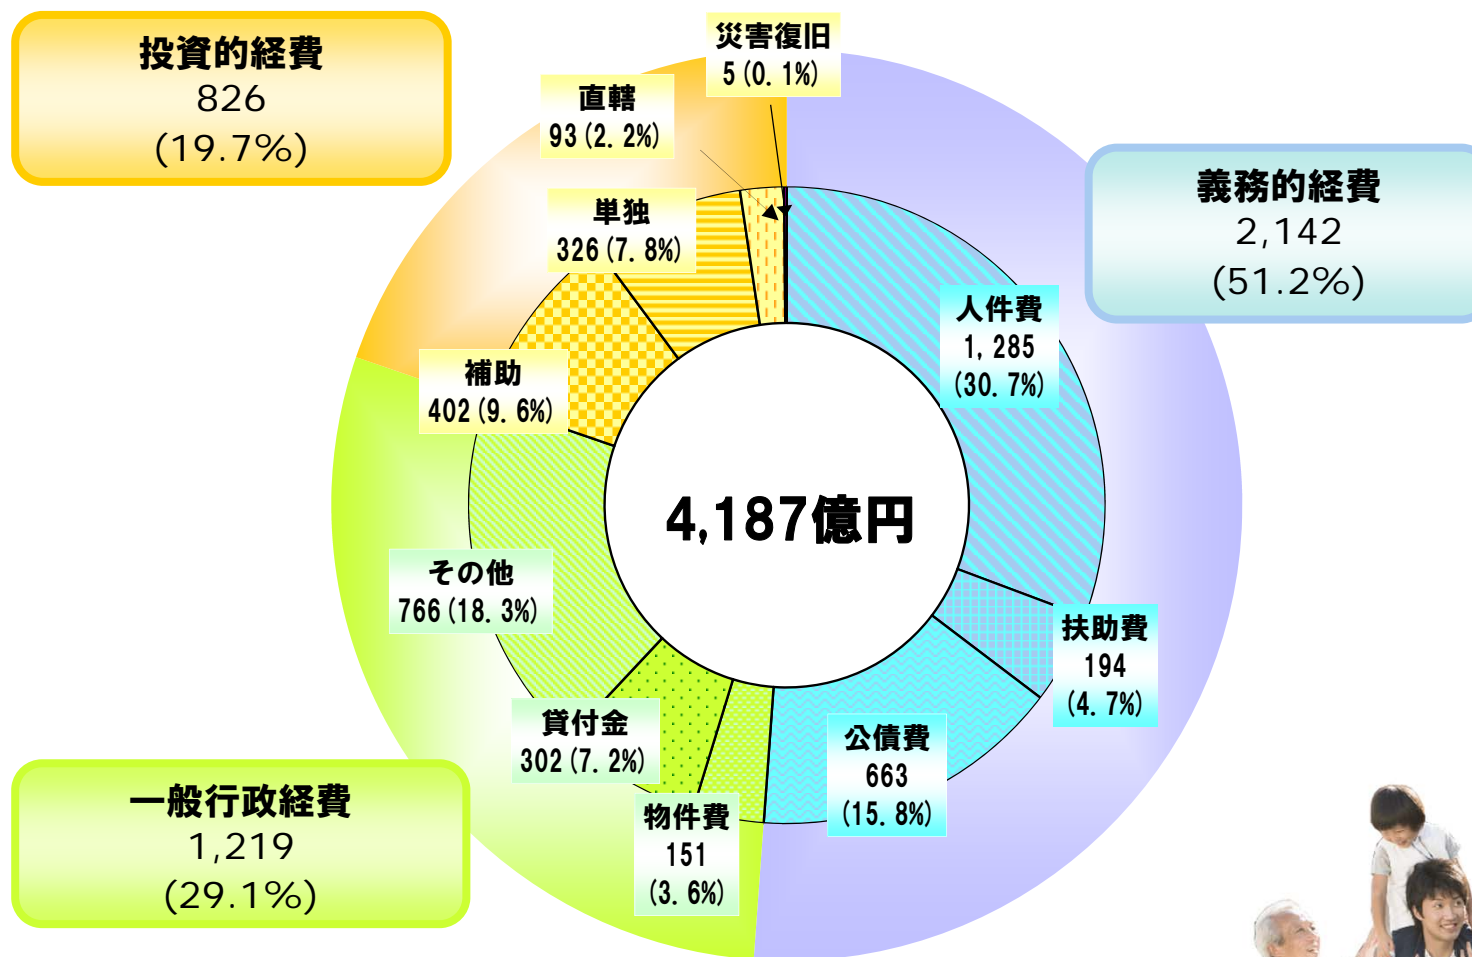 投資的経費
826
(19.7%)
災害復旧
5(0.1%)
直轄
93(2.2%)
単独
326(7.8%)
補助
402(9.6%)
義務的経費
2,142
(51.2%)
人件費
1,285
(30.7%)
4,187億円
その他
766(18.3%)
扶助費
194
(4.7%)
貸付金
302(7.2%)
公債費
663
(15.8%)
物件費
151
(3.6%)
一般行政経費
1,219
(29.1%)